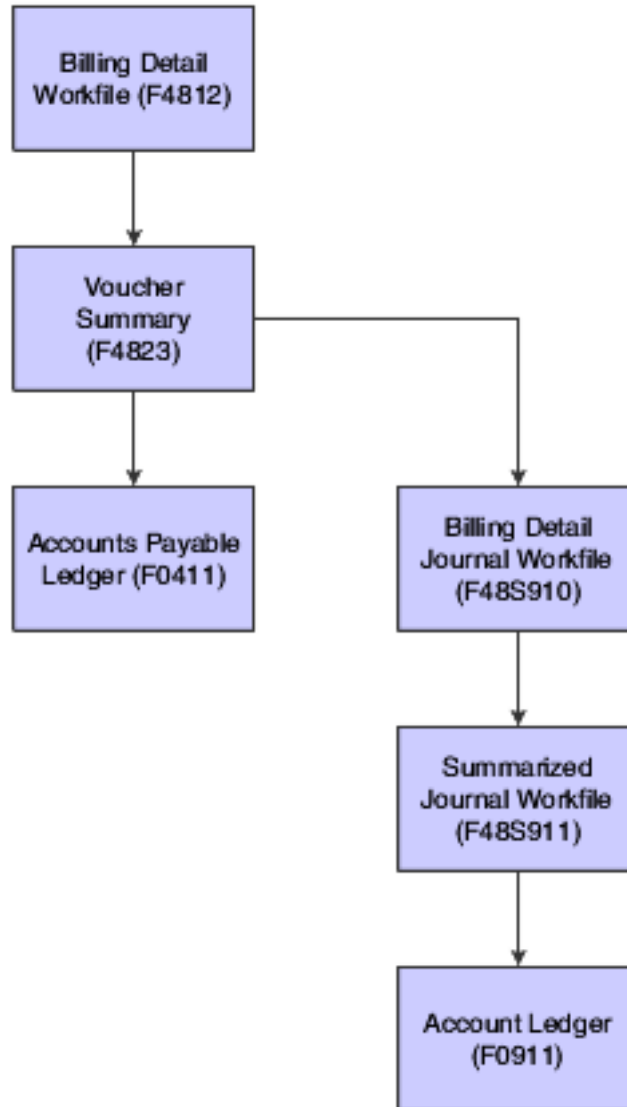 Billing Detail
Workfile (F4812)
Voucher
Summary
(F4823)
Accounts Payable
Ledger (F0411)
Billing Detail
Journal Workfile
(F48S910)
Summarized
Journal Workfile
(F48S911)
Account Ledger
(F0911)